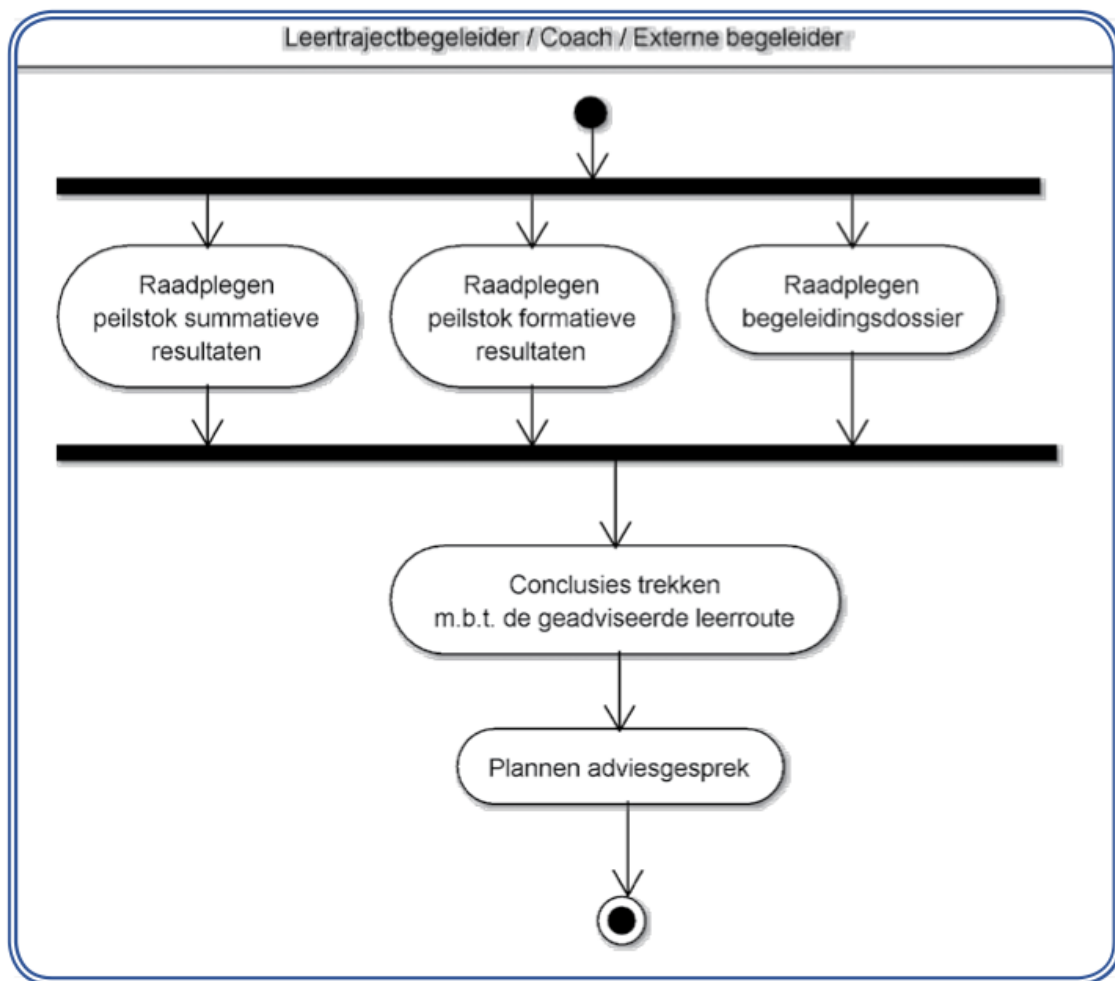 Leertrajectbegeleider / Coach / Externe begeleider
Raadplegen
peilstok summatieve
resultaten
Raadplegen
peilstok formatieve
resultaten
Raadplegen
begeleidingsdossier
Conclusies trekken
m.b.t. de geadviseerde leerroute
Plannen adviesgesprek